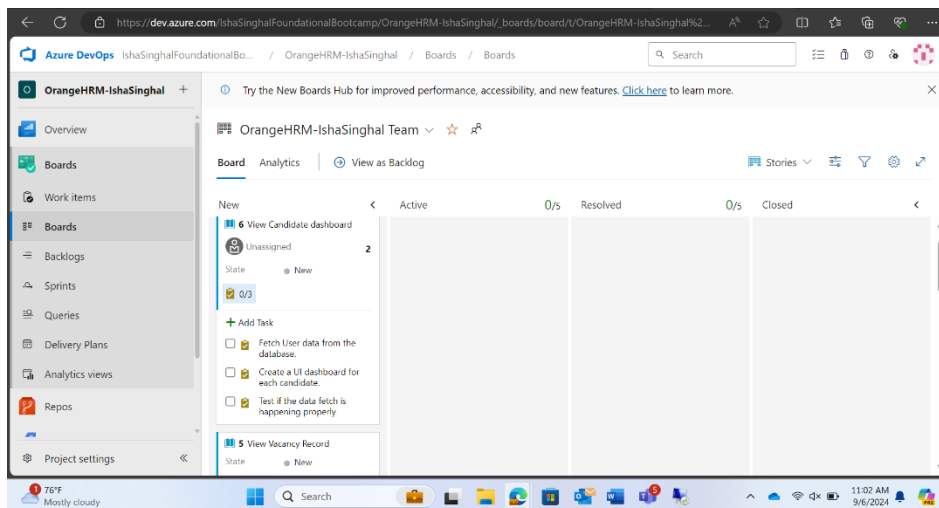 https://dev.azure.com/IshaSinghalFoundationalBootcamp/OrangeHRM-IshaSinghal/_boards/board/t/OrangeHRM-IshaSinghal%2...
Azure DevOps IshaSinghalFoundationalBo... / OrangeHRM-IshaSinghal / Boards / Boards
Search
O OrangeHRM-IshaSinghal +
Try the New Boards Hub for improved performance, accessibility, and new features. Click here to learn more.
Overview
Boards
Work items
Boards
Backlogs
Sprints
Queries
Delivery Plans
Analytics views
Repos
Project settings
OrangeHRM-IshaSinghal Team
Board Analytics View as Backlog
Stories
New
Active 0/5
Resolved 0/5
Closed
6 View Candidate dashboard
Unassigned 2
State New
0/3
+ Add Task
Fetch User data from the
database.
Create a UI dashboard for
each candidate.
Test if the data fetch is
happening properly
5 View Vacancy Record
State New
1
76°F
Mostly cloudy
Search
11:02 AM
9/6/2024